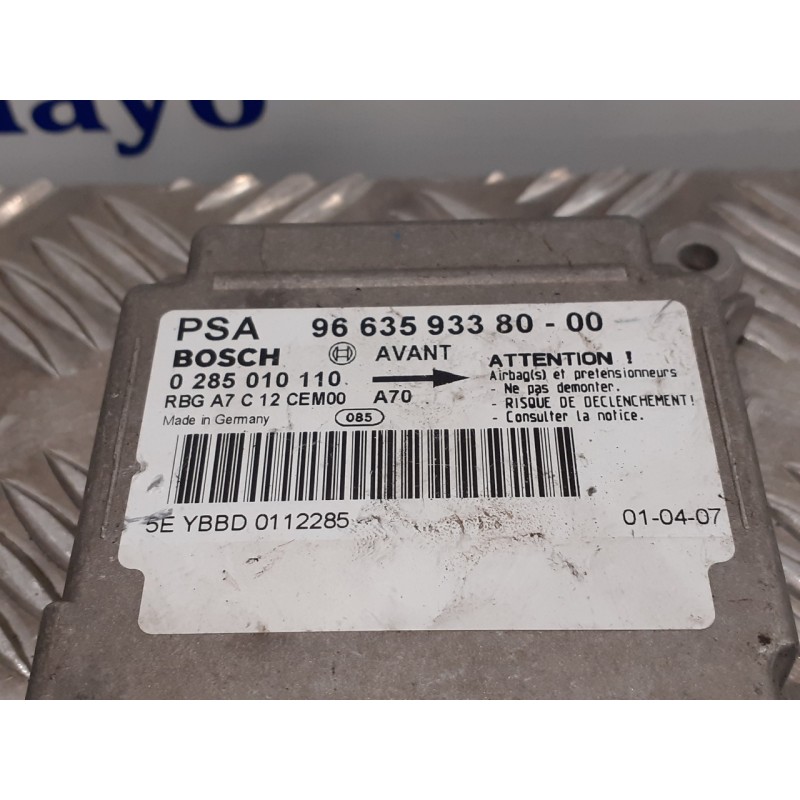 PSA 96 635 933 80 - 00
BOSCH AVANT
0 285 010 110
RBG A7 C 12 CEM00 A70
Made in Germany 085
ATTENTION !
Airbag(s) et pretensionneurs
- Ne pas demonter.
- RISQUE DE DECLENCHEMENT!
- Consulter la notice.
5E YBBD 0112285
01-04-07